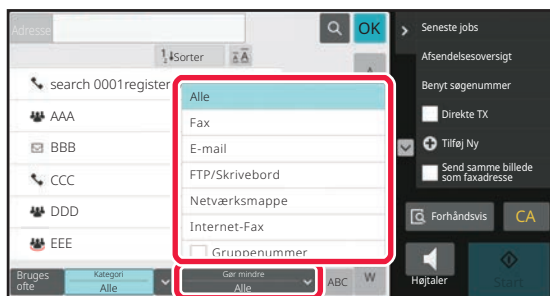 Adresse
OK
Sorter
search 0001register
AAA
BBB
CCC
DDD
EEE
Alle
Fax
E-mail
FTP/Skrivebord
Netværksmappe
Internet-Fax
Gruppenummer
Bruges
ofte
Kategori
Alle
Gør mindre
Alle
ABC
W
Seneste jobs
Afsendelsesoversigt
Benyt søgenummer
Direkte TX
Tilføj Ny
Send samme billede
som faxadresse
Forhåndsvis
CA
Højtaler
Start